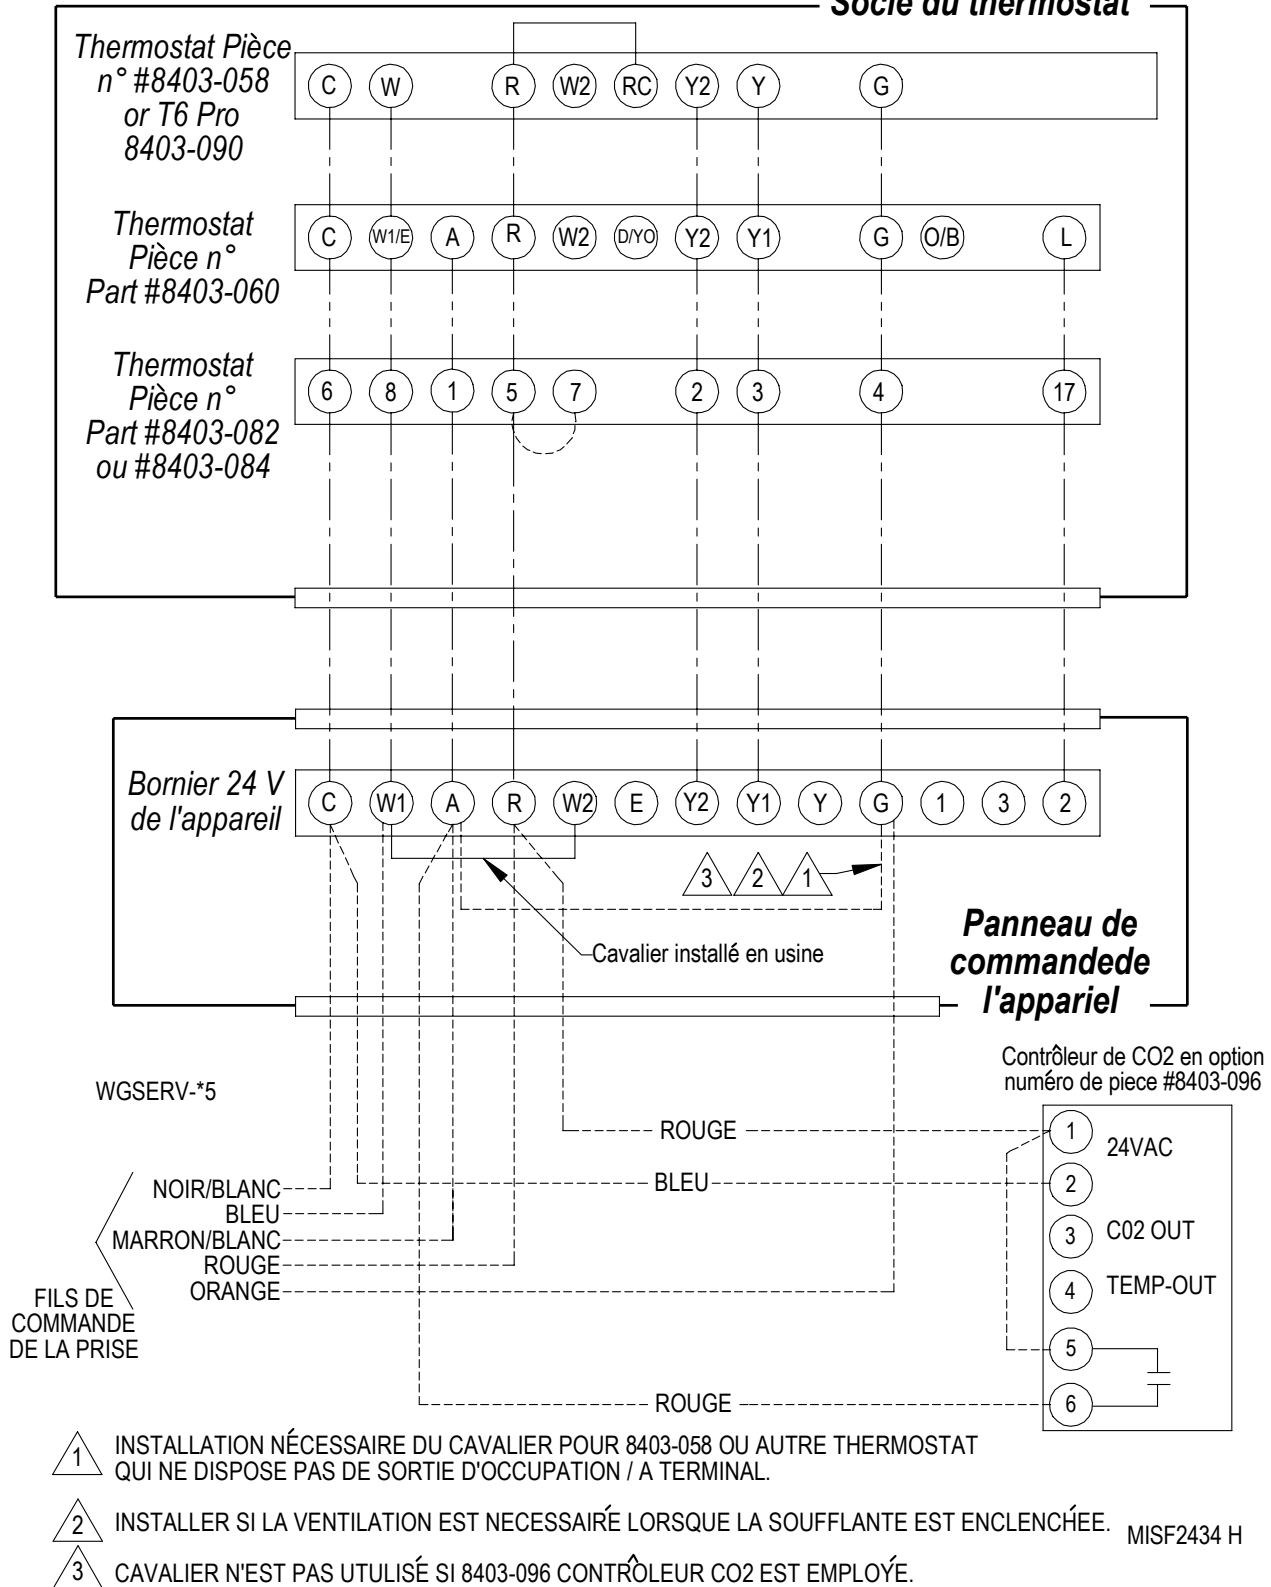 Socle du thermostat
Thermostat Pièce
n° #8403-058
or T6 Pro
8403-090
C W R W2 RC Y2 Y G
Thermostat
Pièce n°
Part #8403-060
C W1/E A R W2 D/YO Y2 Y1 G O/B L
Thermostat
Pièce n°
Part #8403-082
ou #8403-084
6 8 1 5 7 2 3 4 17
Bornier 24 V
de l'appareil
C W1 A R W2 E Y2 Y1 Y G 1 3 2
3 2 1
Cavalier installé en usine
Panneau de
commandede
l'appariel
Contrôleur de CO2 en option
numéro de piece #8403-096
WGSERV-*5
1 24VAC
2
3 C02 OUT
4 TEMP-OUT
5
6
ROUGE
BLEU
NOIR/BLANC
BLEU
MARRON/BLANC
ROUGE
ORANGE
FILS DE
COMMANDE
DE LA PRISE
ROUGE
1 INSTALLATION NÉCESSAIRE DU CAVALIER POUR 8403-058 OU AUTRE THERMOSTAT
QUI NE DISPOSE PAS DE SORTIE D'OCCUPATION / A TERMINAL.
2 INSTALLER SI LA VENTILATION EST NECESSAIRÉ LORSQUE LA SOUFFLANTE EST ENCLENCHÉE.
MISF2434 H
3 CAVALIER N'EST PAS UTULISÉ SI 8403-096 CONTRÔLEUR CO2 EST EMPLOYÉ.